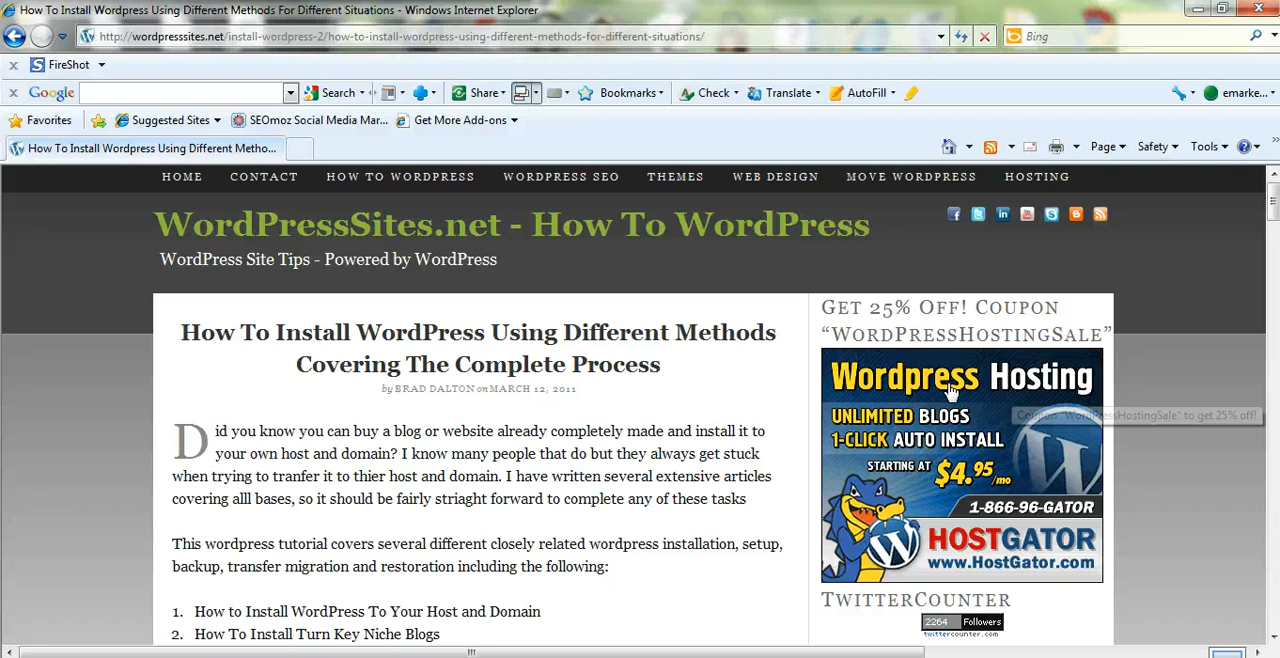 How To Install Wordpress Using Different Methods For Different Situations - Windows Internet Explorer
http://wordpresssites.net/install-wordpress-2/how-to-install-wordpress-using-different-methods-for-different-situations/
Bing
x FireShot
x Google Search Share Bookmarks Check Translate AutoFill emarke...
Favorites Suggested Sites SEOmoz Social Media Mar... Get More Add-ons
How To Install Wordpress Using Different Metho... Page Safety Tools
HOME CONTACT HOW TO WORDPRESS WORDPRESS SEO THEMES WEB DESIGN MOVE WORDPRESS HOSTING
WordPressSites.net - How To WordPress
WordPress Site Tips - Powered by WordPress
How To Install WordPress Using Different Methods
Covering The Complete Process
by BRAD DALTON on MARCH 12, 2011
Did you know you can buy a blog or website already completely made and install it to
your own host and domain? I know many people that do but they always get stuck
when trying to tranfer it to thier host and domain. I have written several extensive articles
covering alll bases, so it should be fairly striaght forward to complete any of these tasks
This wordpress tutorial covers several different closely related wordpress installation, setup,
backup, transfer migration and restoration including the following:
1. How to Install WordPress To Your Host and Domain
2. How To Install Turn Key Niche Blogs
GET 25% OFF! COUPON
“WORDPRESSHOSTINGSALE”
Wordpress Hosting
UNLIMITED BLOGS
1-CLICK AUTO INSTALL
Coupon "WordPressHostingSale" to get 25% off!
STARTING AT $4.95/mo
1-866-96-GATOR
HOSTGATOR
www.HostGator.com
TWITTERCOUNTER
2264 Followers
twittercounter.com